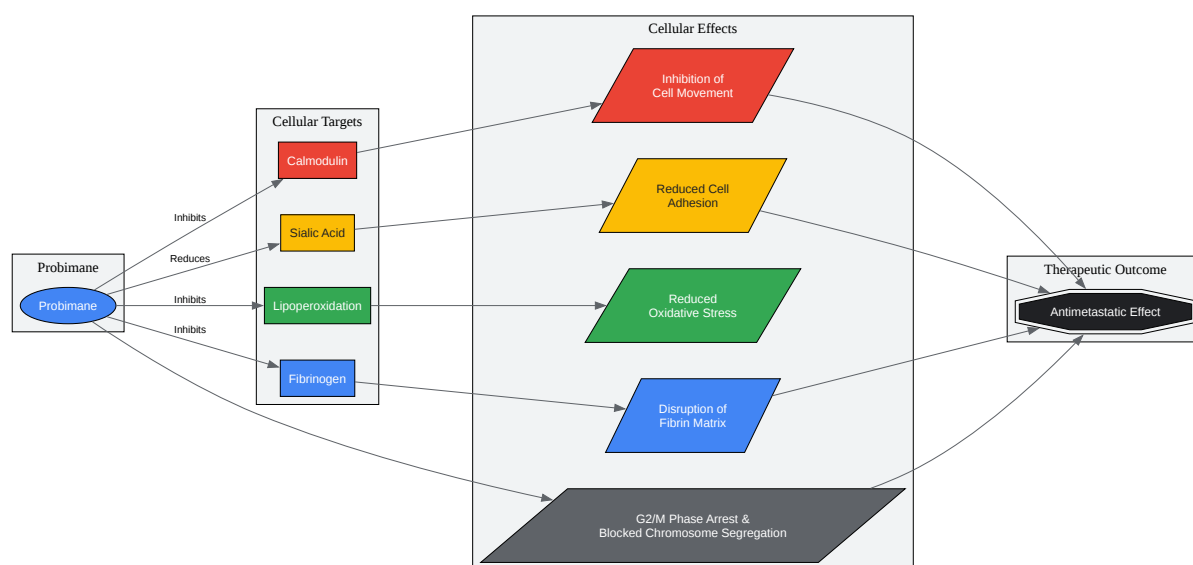 Probimane
Probimane
Inhibits
Reduces
Inhibits
Inhibits
Cellular Targets
Calmodulin
Sialic Acid
Lipoperoxidation
Fibrinogen
Cellular Effects
Inhibition of
Cell Movement
Reduced Cell
Adhesion
Reduced
Oxidative Stress
Disruption of
Fibrin Matrix
G2/M Phase Arrest &
Blocked Chromosome Segregation
Therapeutic Outcome
Antimetastatic Effect